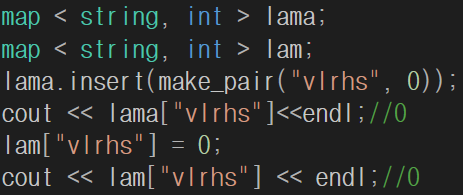 map < string, int > lama;
map < string, int > lam;
lama.insert(make_pair("vlrhs", 0));
cout << lama["vlrhs"]<<endl;//0
lam["vlrhs"] = 0;
cout << lam["vlrhs"] << endl;//0